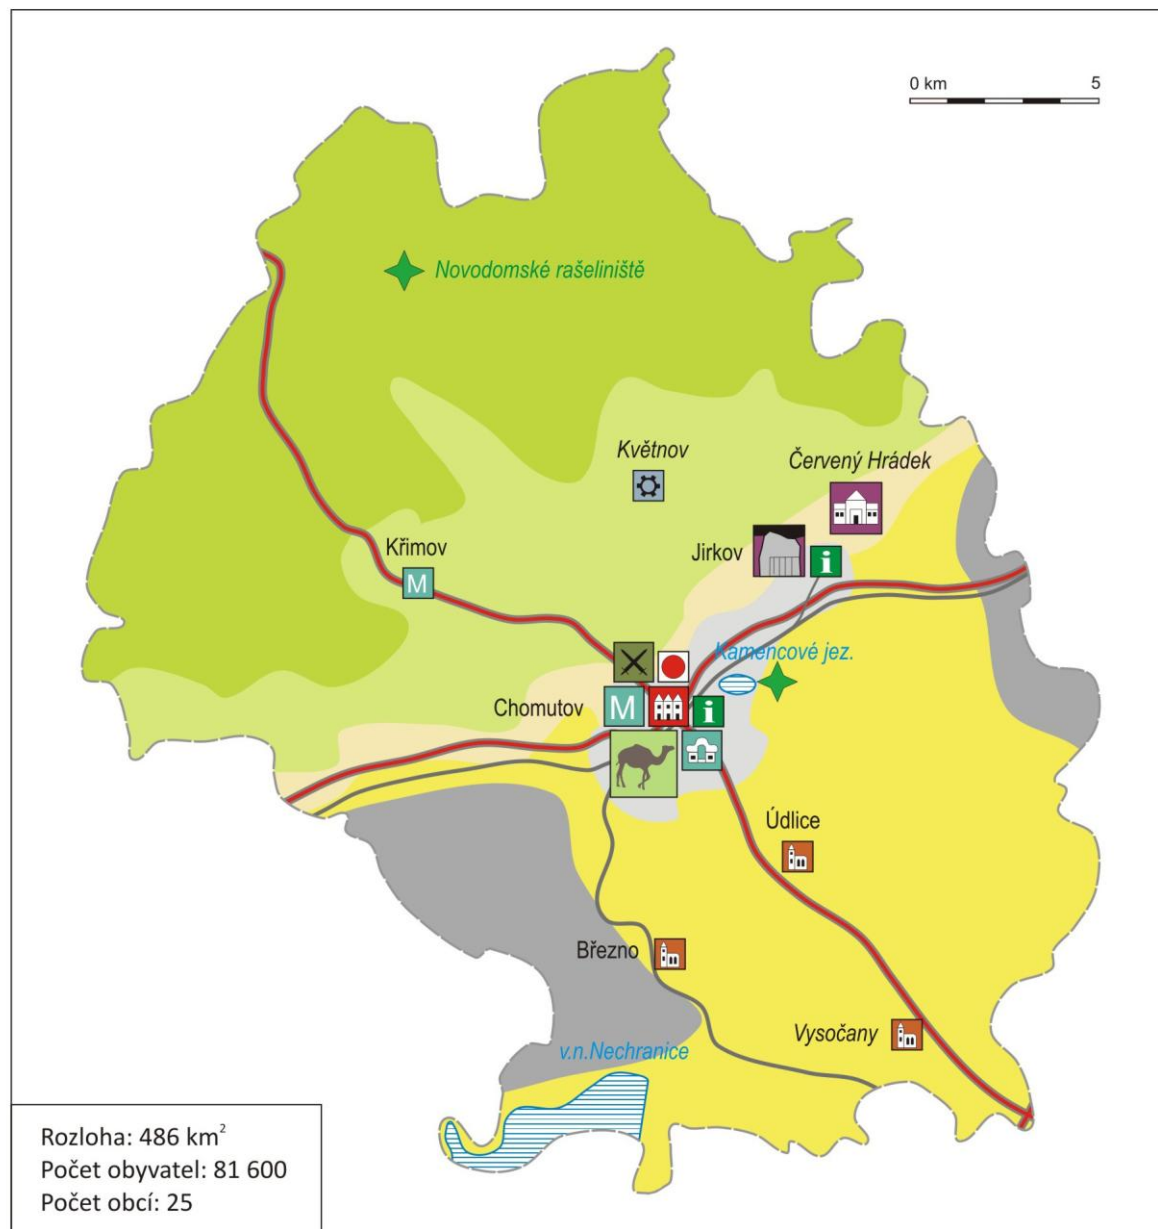 0 km 5
Novodomské rašeliniště
Květnov
Červený Hrádek
Křimov
Jirkov
M
i
Kamencové jez.
Chomutov
M
i
Údlice
Březno
Vysočany
v.n.Nechranice
Rozloha: 486 km²
Počet obyvatel: 81 600
Počet obcí: 25